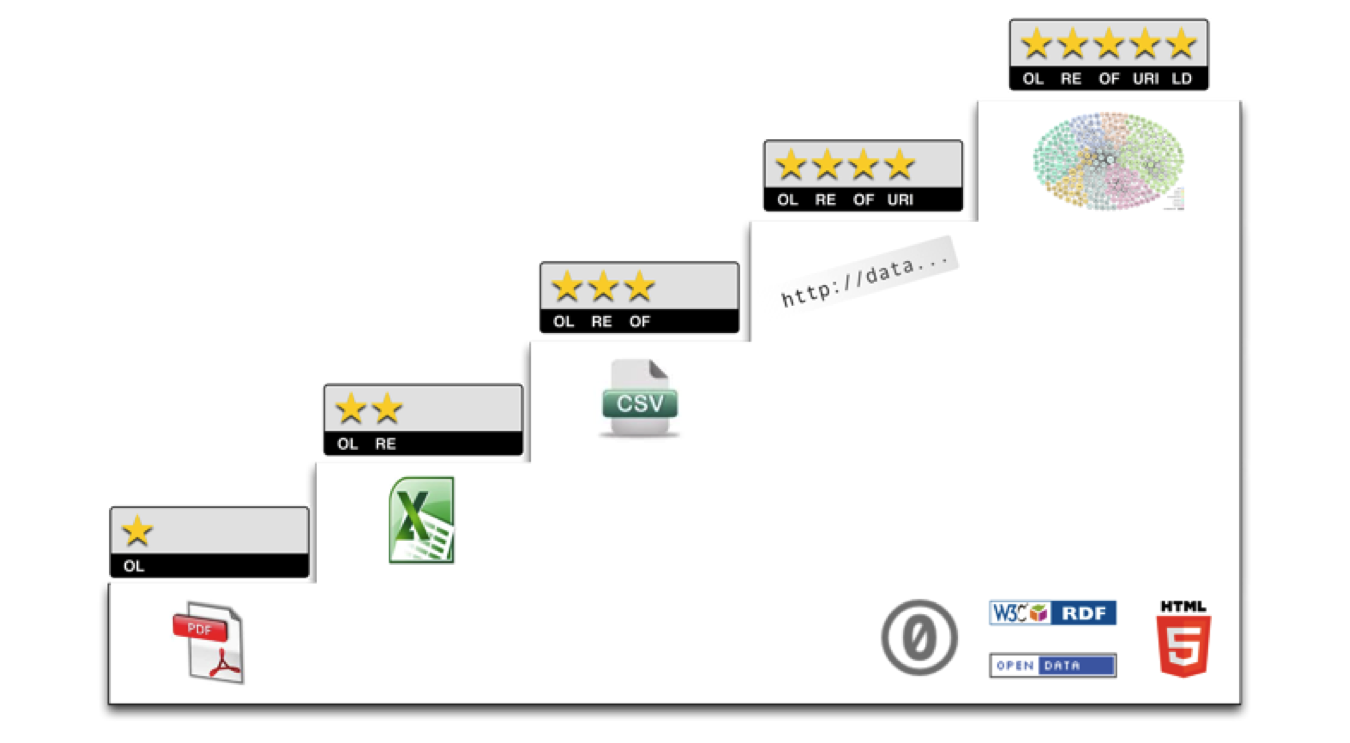 OL RE OF URI LD
OL RE OF URI
http://data...
OL RE OF
CSV
OL RE
X
OL
PDF
0
W3C RDF
OPEN DATA
HTML
5